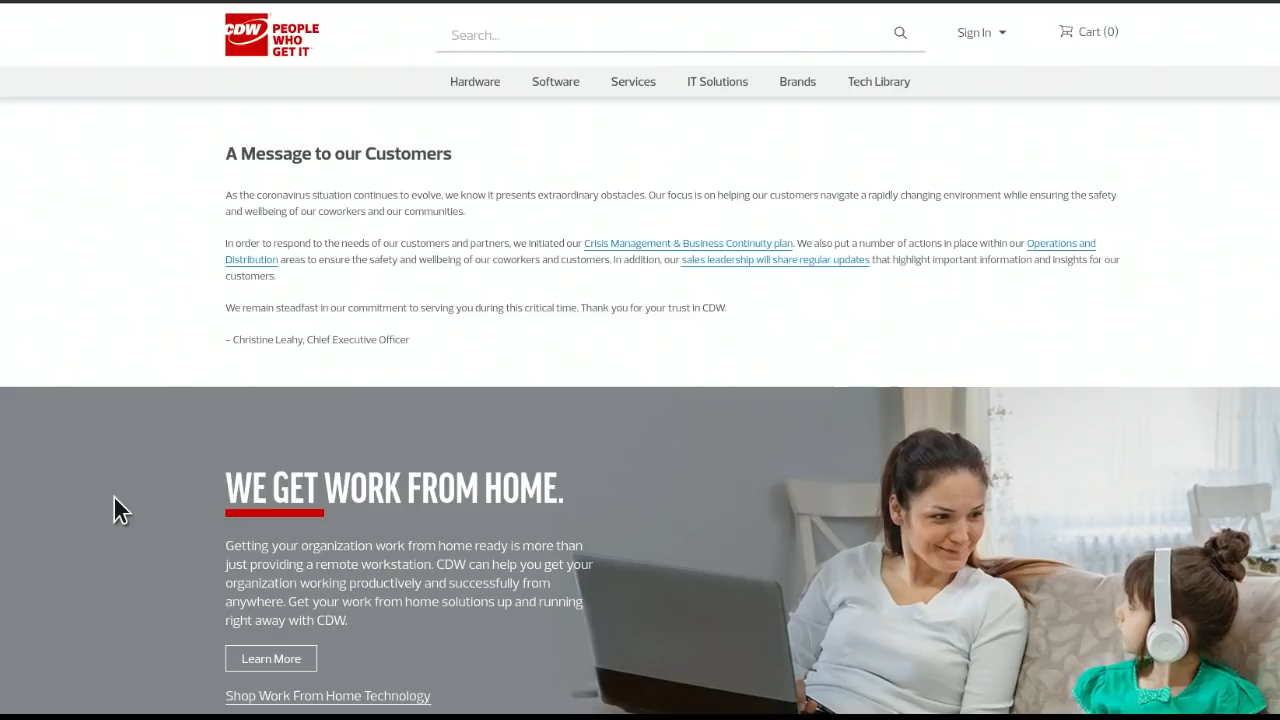 CDW PEOPLE
WHO
GET IT
Search...
Sign In
Cart (0)
Hardware Software Services IT Solutions Brands Tech Library
A Message to our Customers
As the coronavirus situation continues to evolve, we know it presents extraordinary obstacles. Our focus is on helping our customers navigate a rapidly changing environment while ensuring the safety
and wellbeing of our coworkers and our communities.
In order to respond to the needs of our customers and partners, we initiated our Crisis Management & Business Continuity plan. We also put a number of actions in place within our Operations and
Distribution areas to ensure the safety and wellbeing of our coworkers and customers. In addition, our sales leadership will share regular updates that highlight important information and insights for our
customers.
We remain steadfast in our commitment to serving you during this critical time. Thank you for your trust in CDW.
– Christine Leahy, Chief Executive Officer
WE GET WORK FROM HOME.
Getting your organization work from home ready is more than
just providing a remote workstation. CDW can help you get your
organization working productively and successfully from
anywhere. Get your work from home solutions up and running
right away with CDW.
Learn More
Shop Work From Home Technology